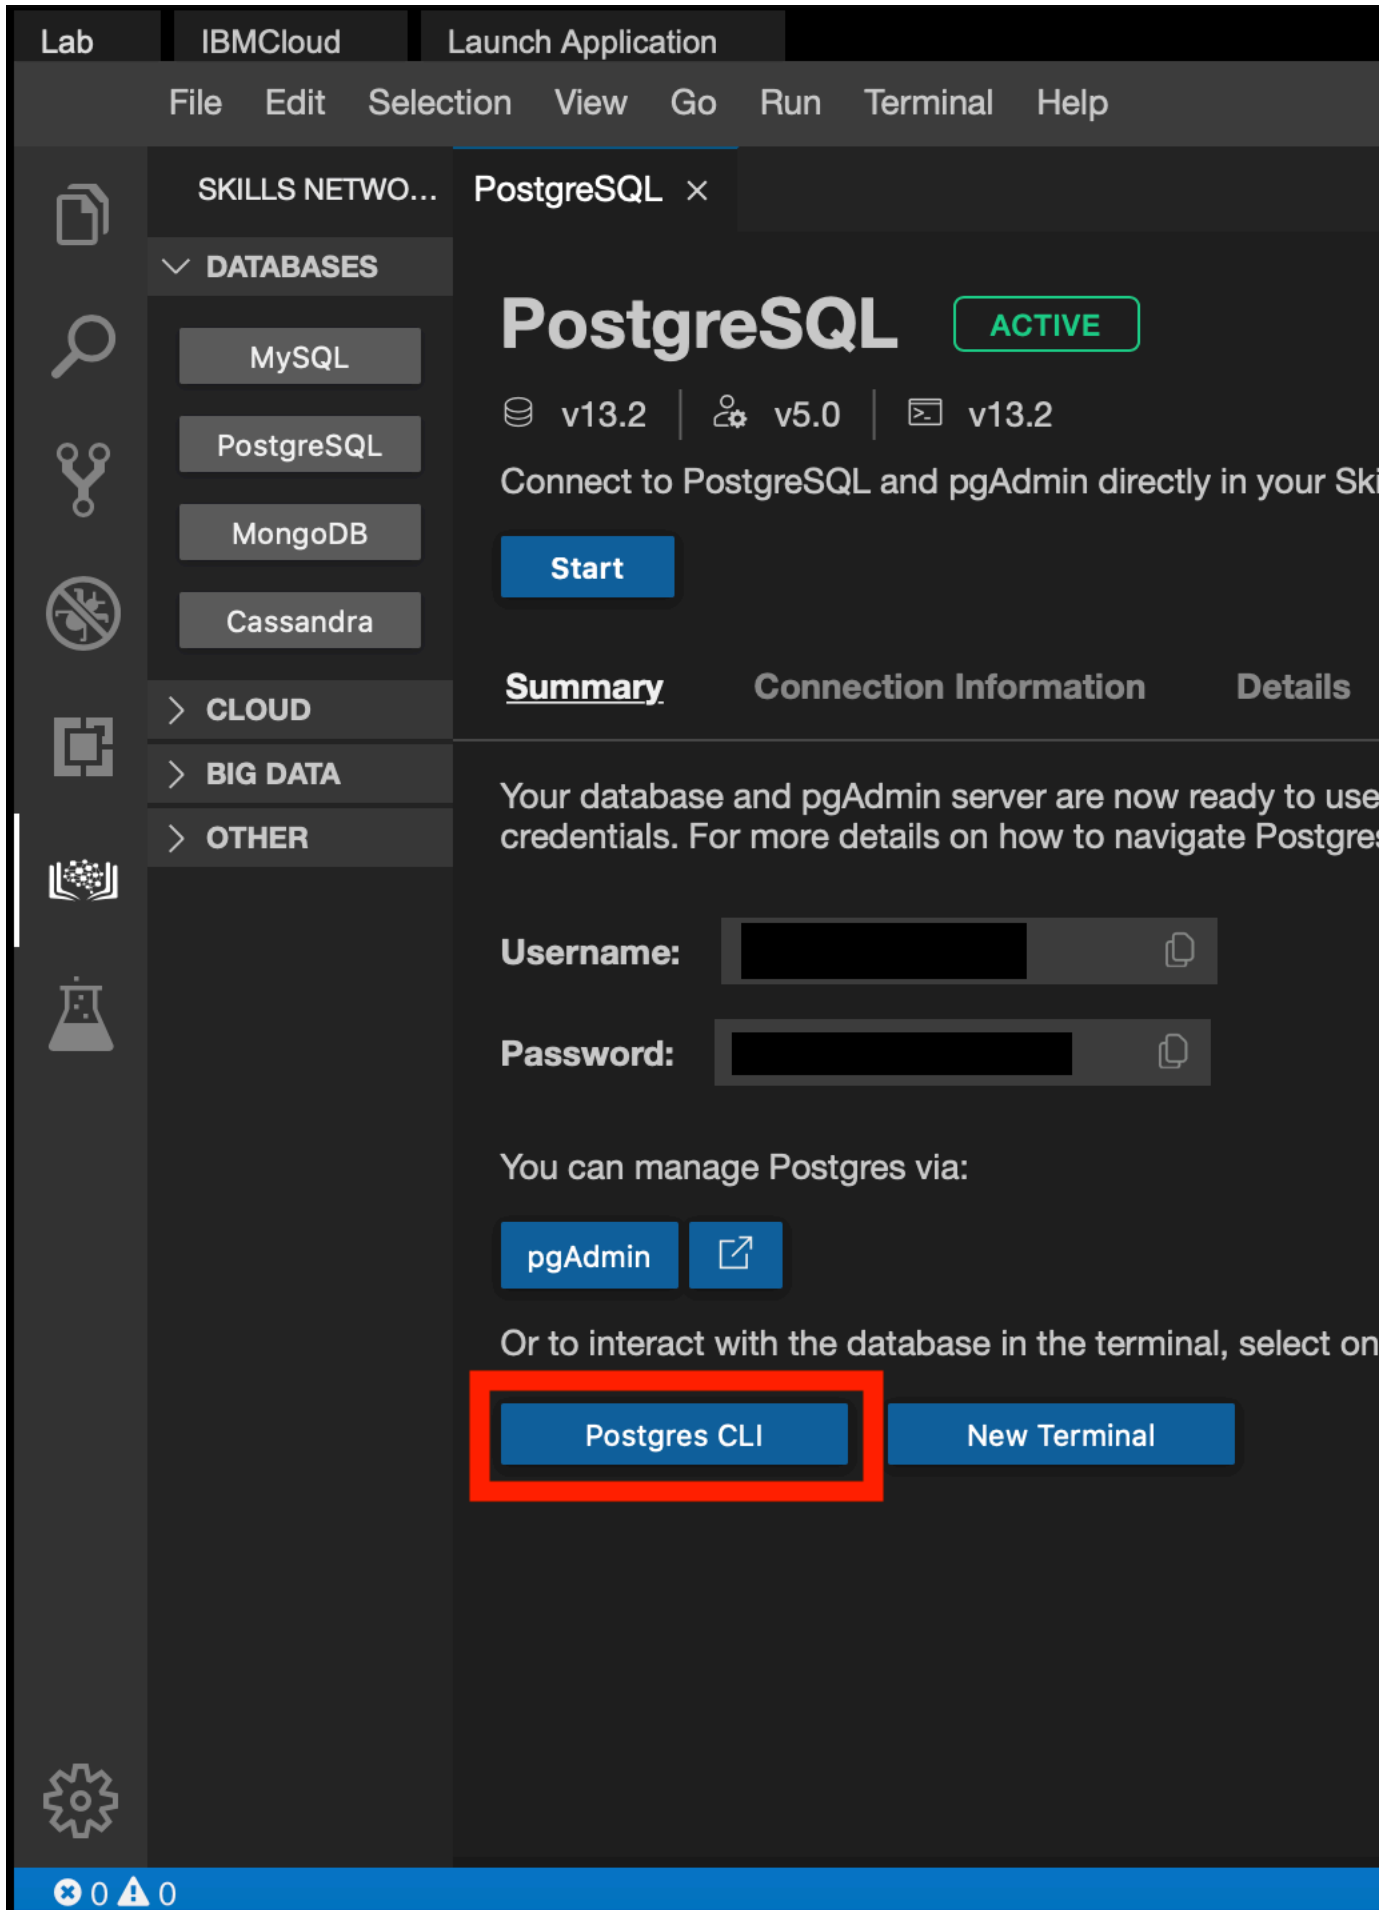 Lab IBMCloud Launch Application
File Edit Selection View Go Run Terminal Help
SKILLS NETWO... PostgreSQL ×
DATABASES
MySQL
PostgreSQL
MongoDB
Cassandra
CLOUD
BIG DATA
OTHER
PostgreSQL ACTIVE
v13.2 v5.0 v13.2
Connect to PostgreSQL and pgAdmin directly in your Ski
Start
Summary Connection Information Details
Your database and pgAdmin server are now ready to use
credentials. For more details on how to navigate Postgres
Username:
Password:
You can manage Postgres via:
pgAdmin
Or to interact with the database in the terminal, select on
Postgres CLI New Terminal
0 0